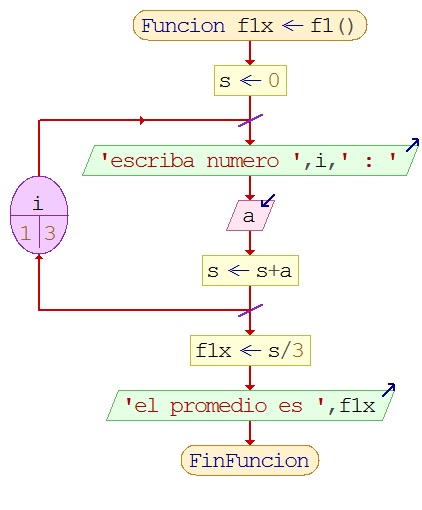 Funcion f1x ← f1()
s ← 0
'escriba numero ',i,' : '
i
1 3
a
s ← s+a
f1x ← s/3
'el promedio es ',f1x
FinFuncion